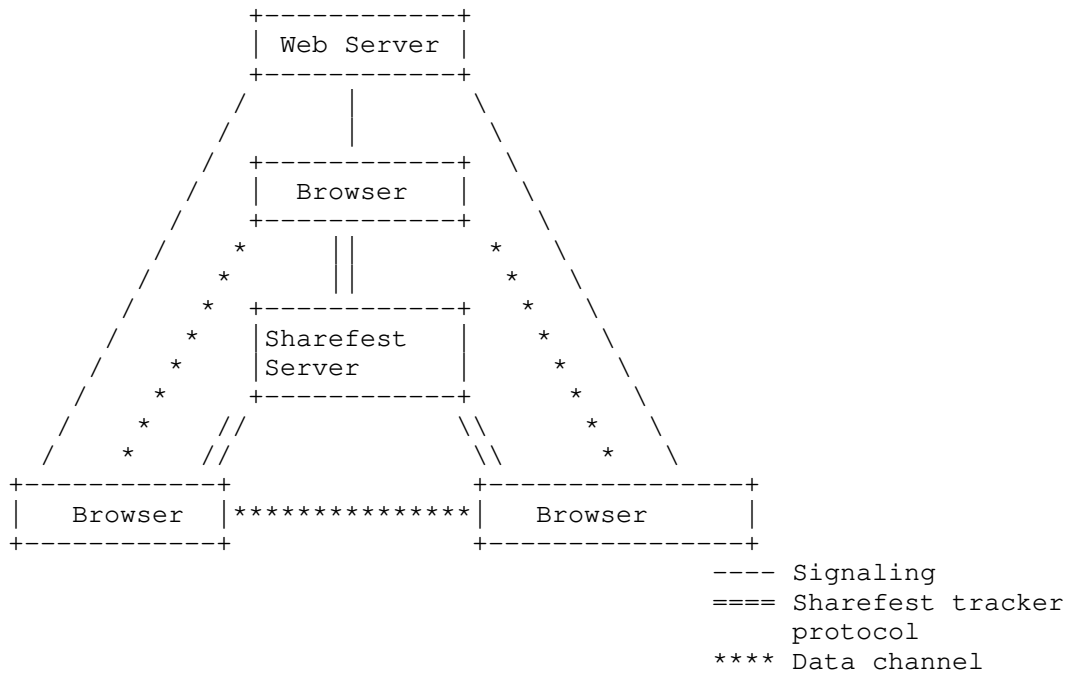 Web Server
Browser
Sharefest
Server
Browser
Browser
---- Signaling
==== Sharefest tracker
protocol
**** Data channel